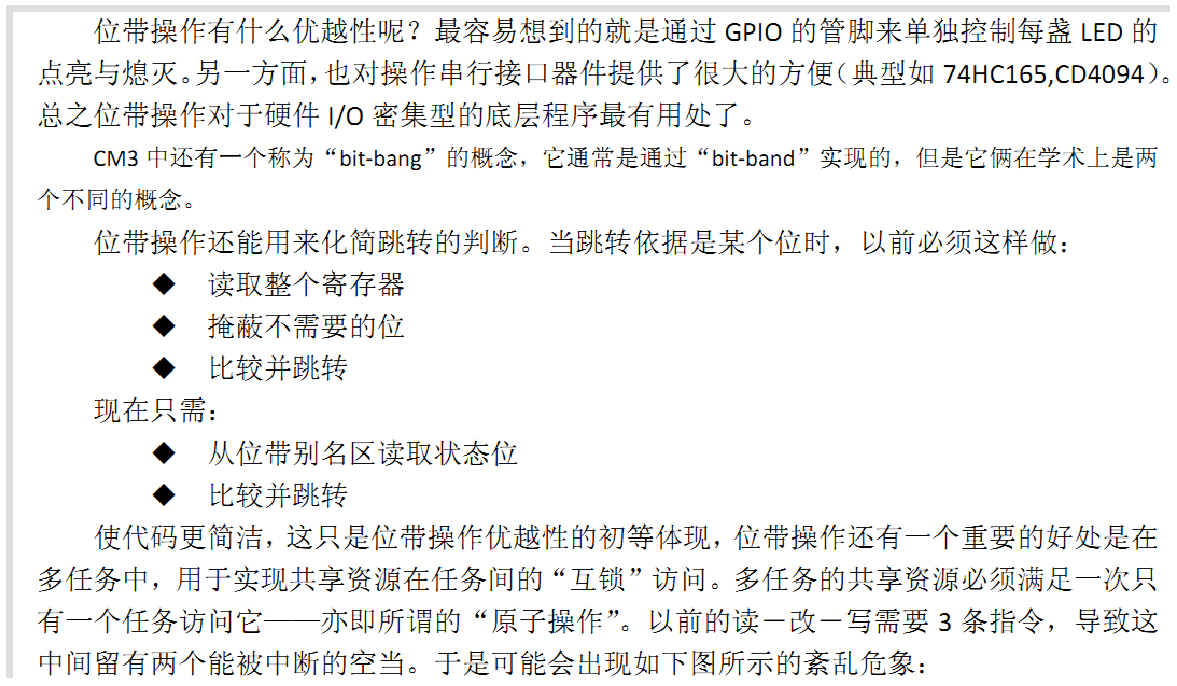 位带操作有什么优越性呢？最容易想到的就是通过 GPIO 的管脚来单独控制每盏 LED 的
点亮与熄灭。另一方面，也对操作串行接口器件提供了很大的方便（典型如 74HC165,CD4094）。
总之位带操作对于硬件 I/O 密集型的底层程序最有用处了。
CM3 中还有一个称为“bit-bang”的概念，它通常是通过“bit-band”实现的，但是它俩在学术上是两
个不同的概念。
位带操作还能用来化简跳转的判断。当跳转依据是某个位时，以前必须这样做：
◆ 读取整个寄存器
◆ 掩蔽不需要的位
◆ 比较并跳转
现在只需：
◆ 从位带别名区读取状态位
◆ 比较并跳转
使代码更简洁，这只是位带操作优越性的初等体现，位带操作还有一个重要的好处是在
多任务中，用于实现共享资源在任务间的“互锁”访问。多任务的共享资源必须满足一次只
有一个任务访问它——亦即所谓的“原子操作”。以前的读－改－写需要 3 条指令，导致这
中间留有两个能被中断的空当。于是可能会出现如下图所示的紊乱危象：